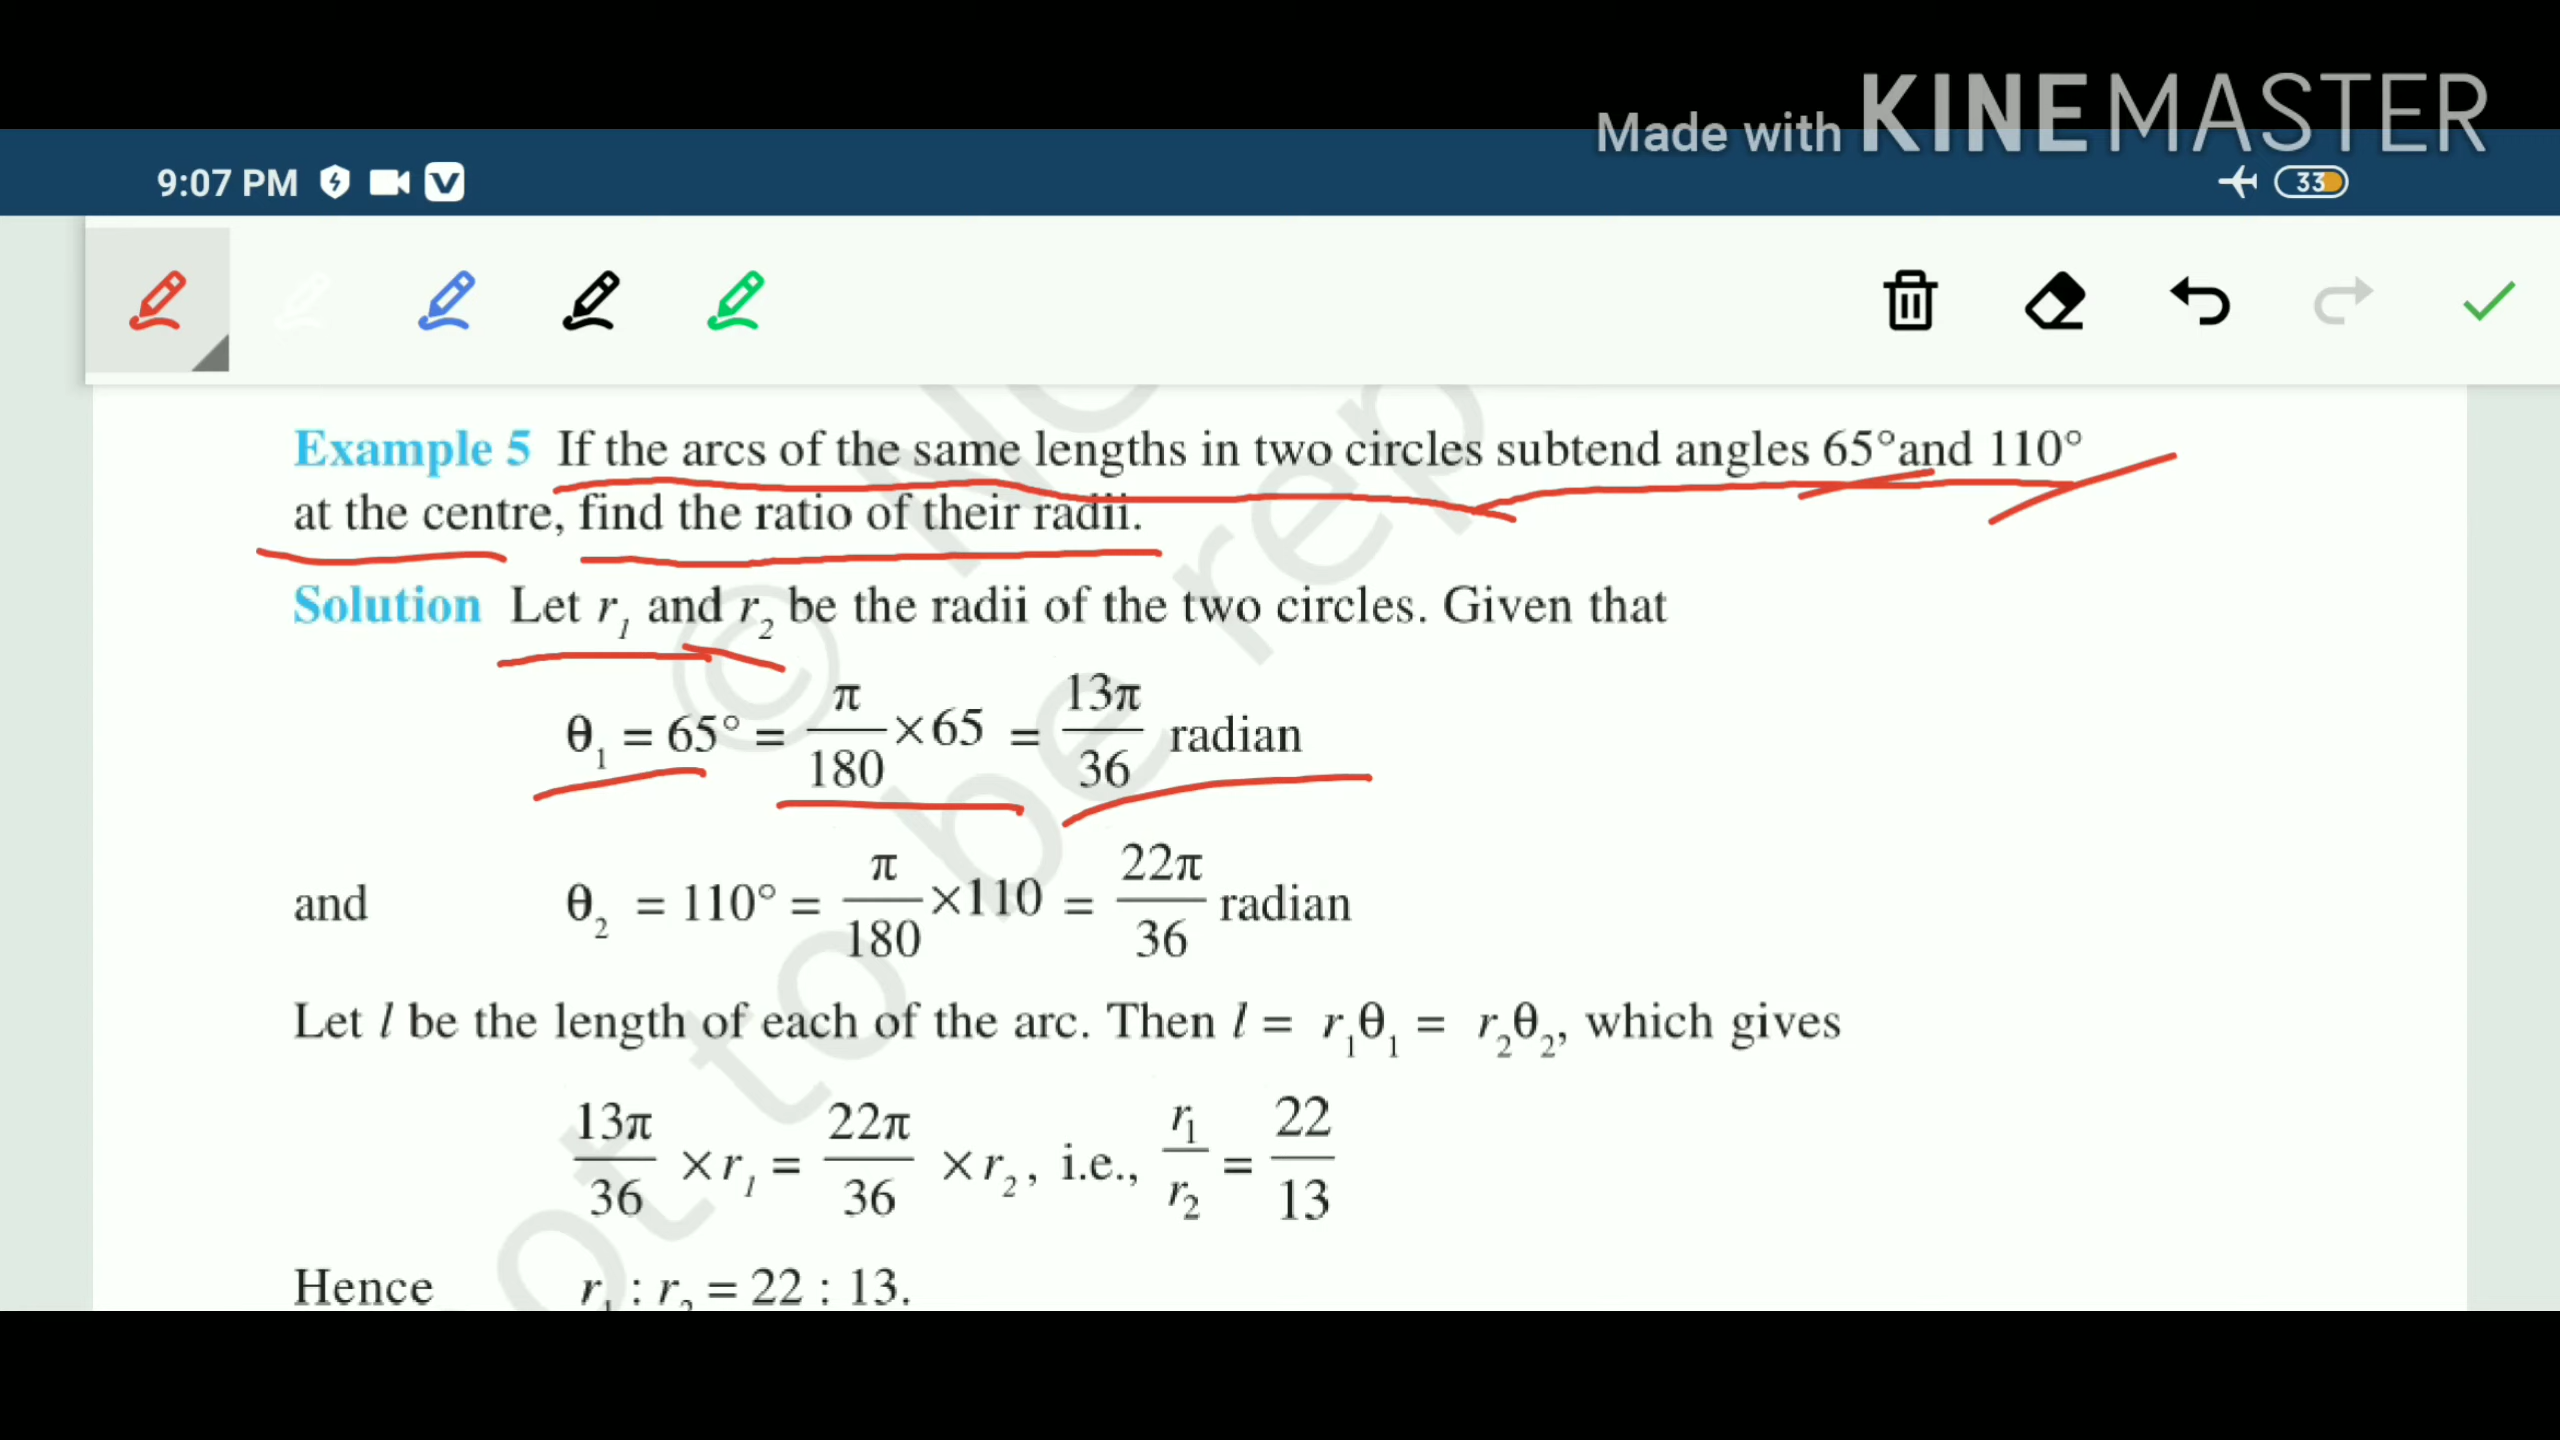 Made with KINEMASTER
9:07 PM 33
Example 5 If the arcs of the same lengths in two circles subtend angles 65°and 110°
at the centre, find the ratio of their radii.
Solution Let r₁ and r₂ be the radii of the two circles. Given that
θ₁ = 65° = π/180 ×65 = 13π/36 radian
and θ₂ = 110° = π/180 ×110 = 22π/36 radian
Let l be the length of each of the arc. Then l = r₁θ₁ = r₂θ₂, which gives
13π/36 ×r₁ = 22π/36 ×r₂, i.e., r₁/r₂ = 22/13
Hence r₁ : r₂ = 22 : 13.